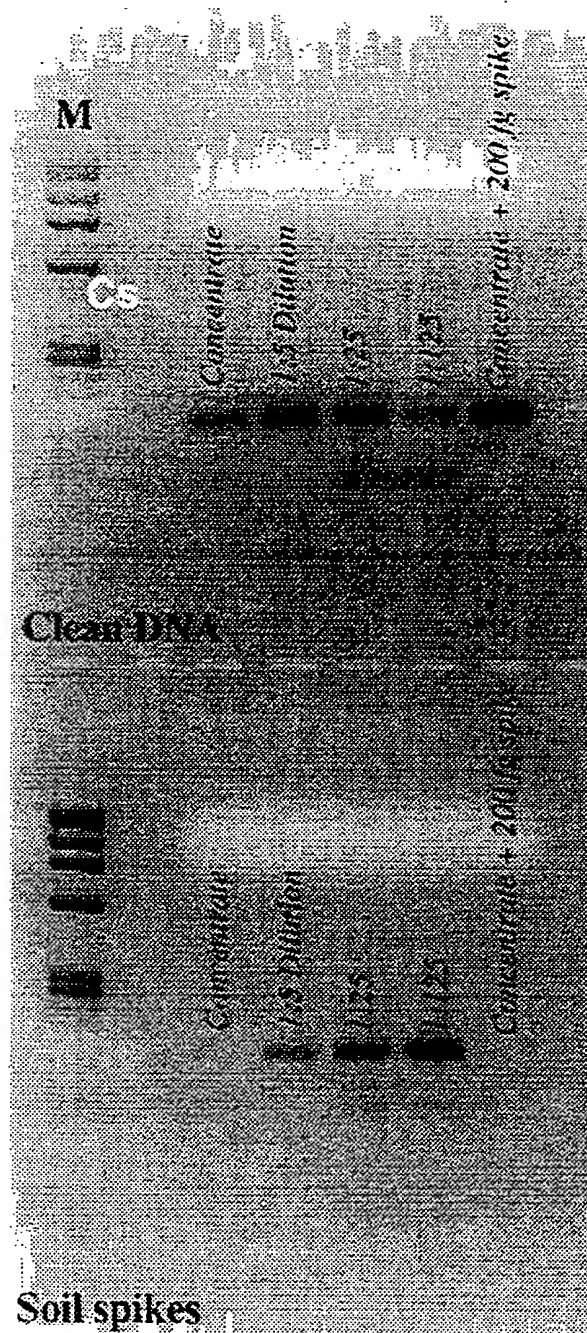 M
Cs
Concentrate
1:5 Dilution
1:25
1:125
Concentrate + 200 fg spike
Clean DNA
Concentrate
1:5 Dilution
1:25
1:125
Concentrate + 200 fg spike
Soil spikes